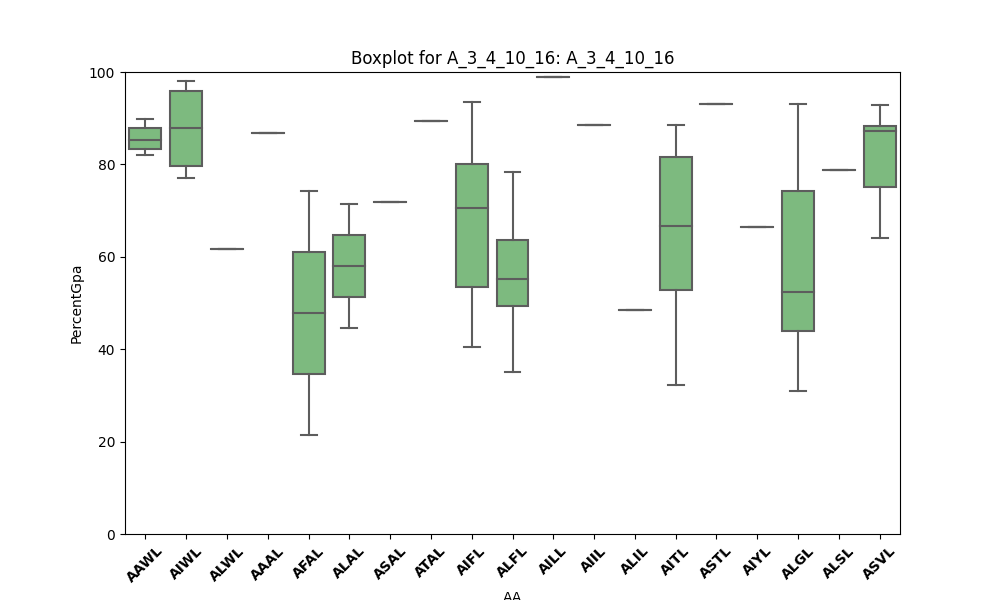 Boxplot for A_3_4_10_16: A_3_4_10_16
PercentGpa
100
80
60
40
20
0
AAWL AIWL ALWL AAAL AFAL ALAL ASAL ATAL AIFL ALFL AILL AIIL ALIL AITL ASTL AIYL ALGL ALSL ASVL
AA